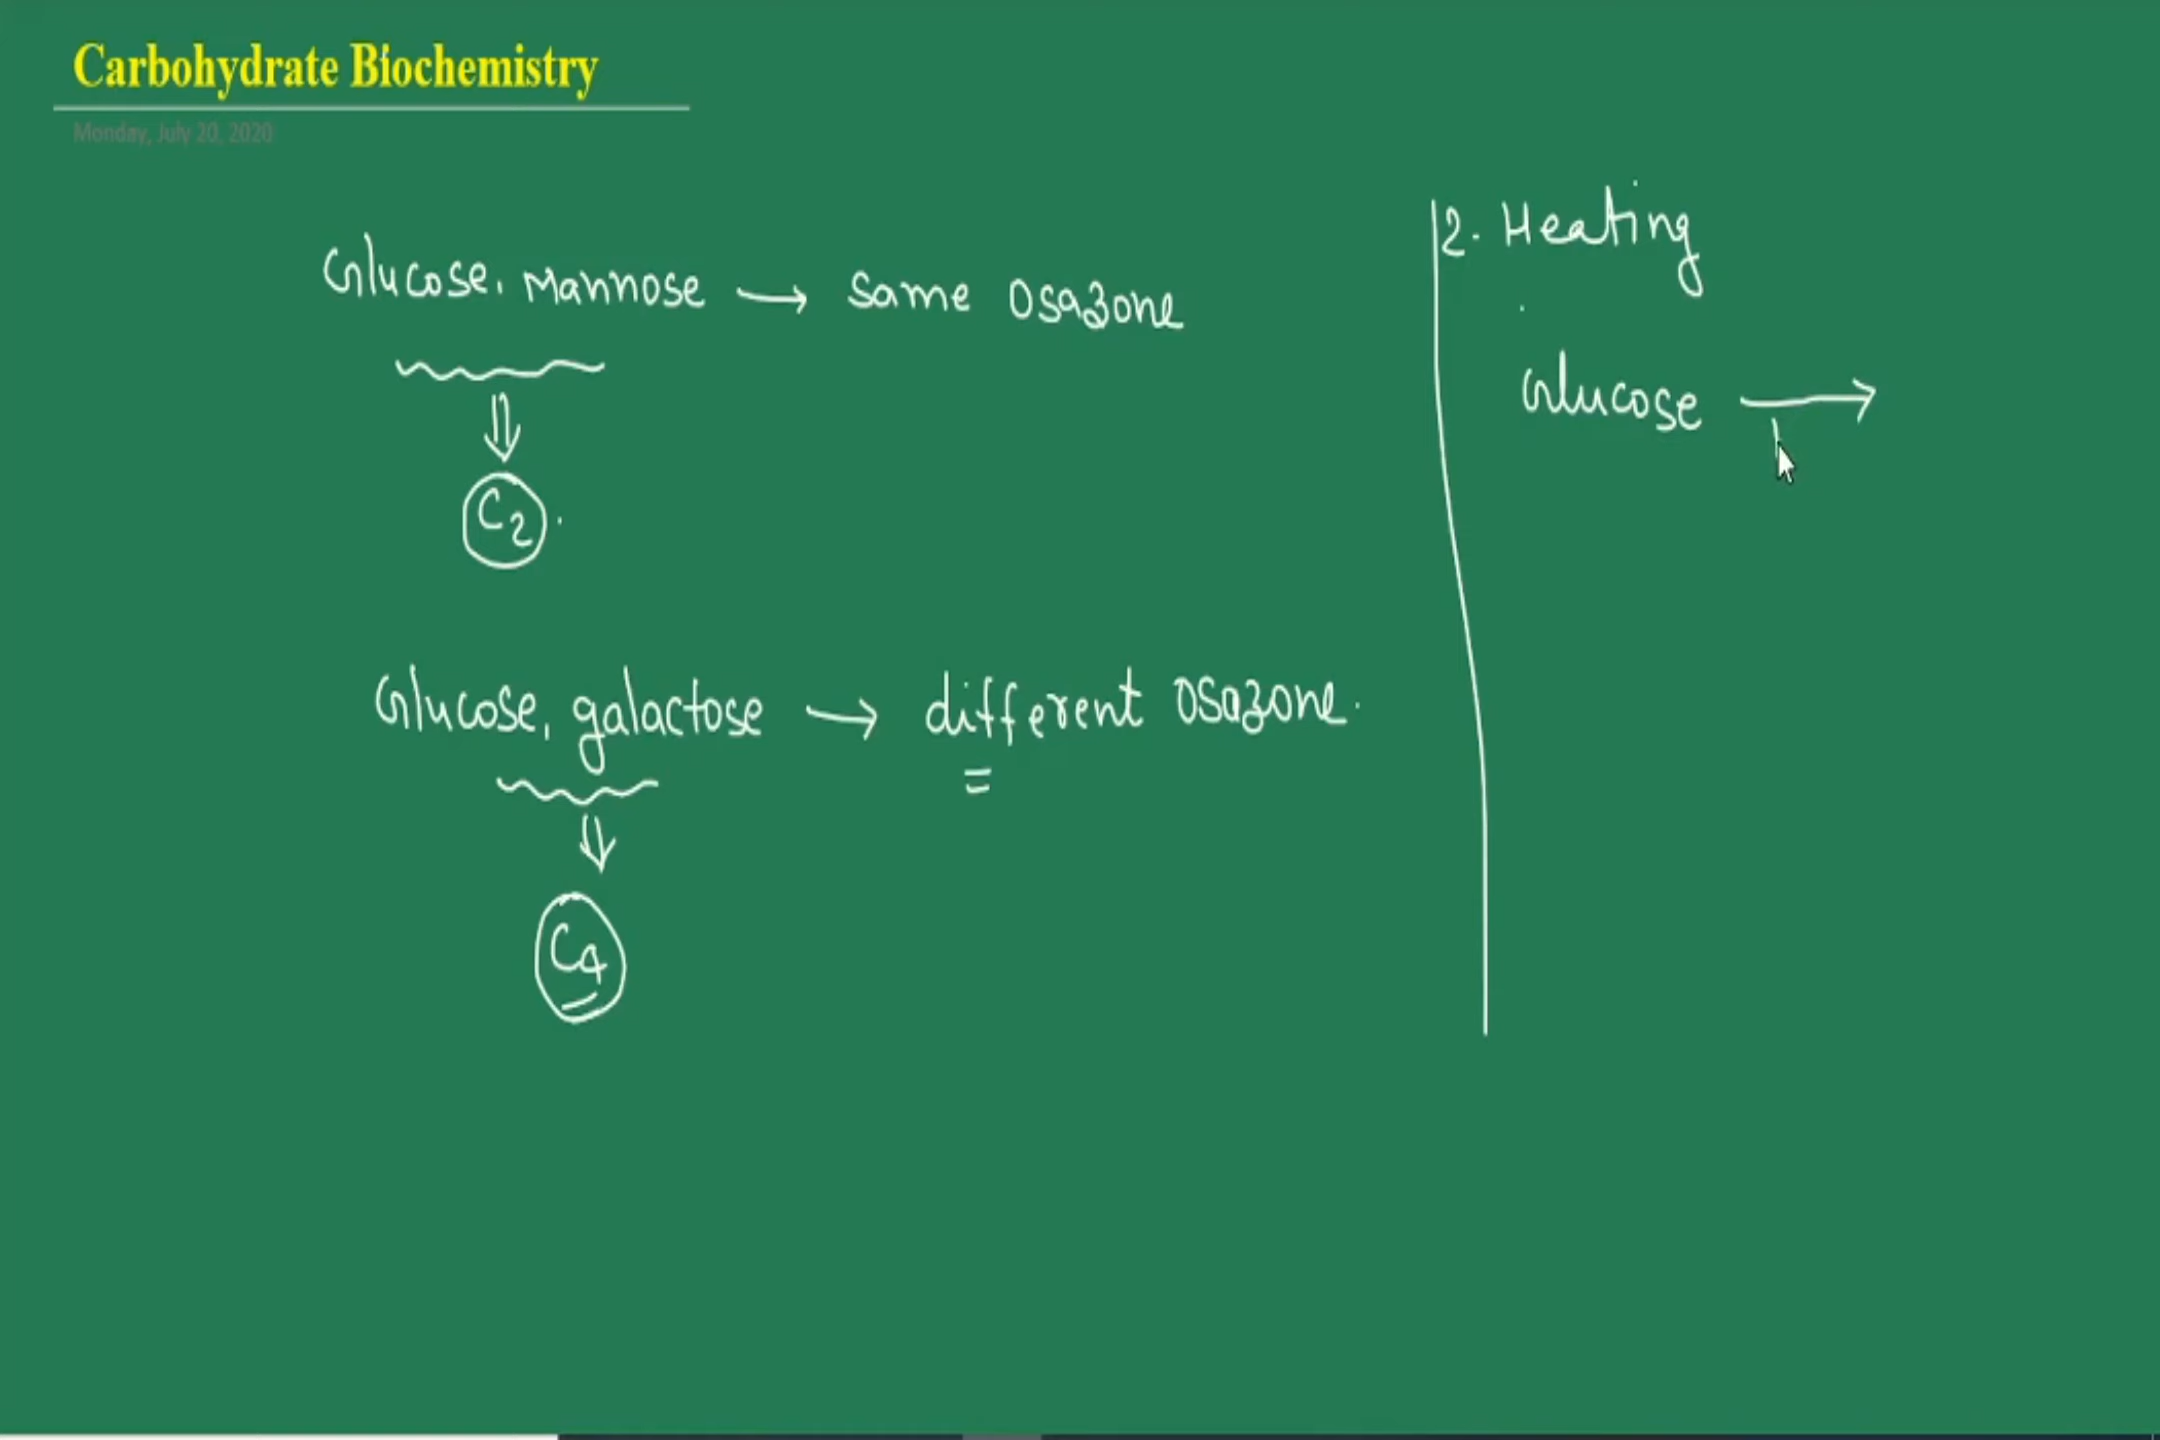 Carbohydrate Biochemistry
Monday, July 20, 2020
Glucose, Mannose → same osazone
C2.
Glucose, galactose → different osazone.
C4
2. Heating
Glucose →